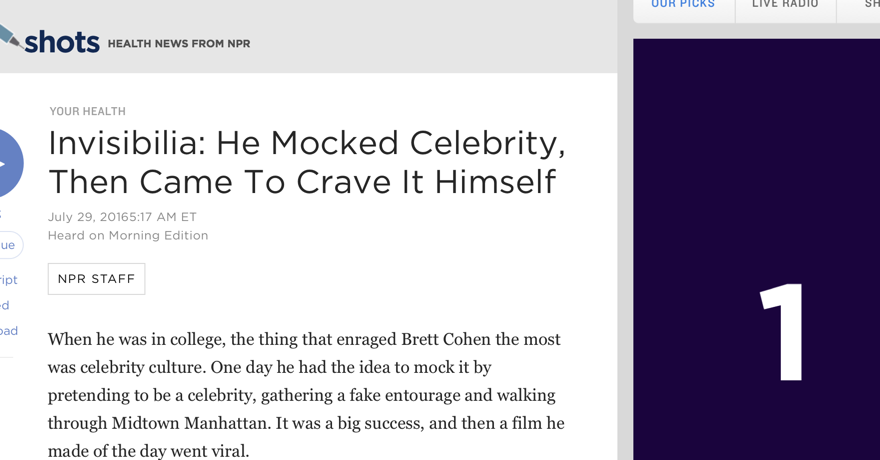 OUR PICKS
LIVE RADIO
SH
shots HEALTH NEWS FROM NPR
YOUR HEALTH
Invisibilia: He Mocked Celebrity,
Then Came To Crave It Himself
July 29, 20165:17 AM ET
Heard on Morning Edition
ue
ript
ed
oad
NPR STAFF
When he was in college, the thing that enraged Brett Cohen the most
was celebrity culture. One day he had the idea to mock it by
pretending to be a celebrity, gathering a fake entourage and walking
through Midtown Manhattan. It was a big success, and then a film he
made of the day went viral.
1